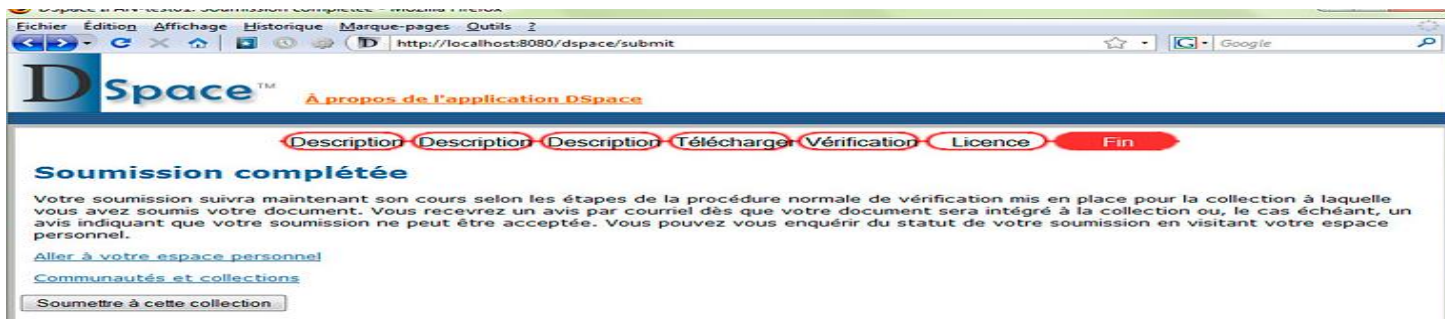 Eichier Édition Affichage Historique Marque-pages Outils ?
http://localhost:8080/dspace/submit
Google
DSpace™ À propos de l'application DSpace
Description Description Description Télécharger Vérification Licence Fin
Soumission complétée
Votre soumission suivra maintenant son cours selon les étapes de la procédure normale de vérification mis en place pour la collection à laquelle
vous avez soumis votre document. Vous recevrez un avis par courriel dès que votre document sera intégré à la collection ou, le cas échéant, un
avis indiquant que votre soumission ne peut être acceptée. Vous pouvez vous enquérir du statut de votre soumission en visitant votre espace
personnel.
Aller à votre espace personnel
Communautés et collections
Soumettre à cette collection